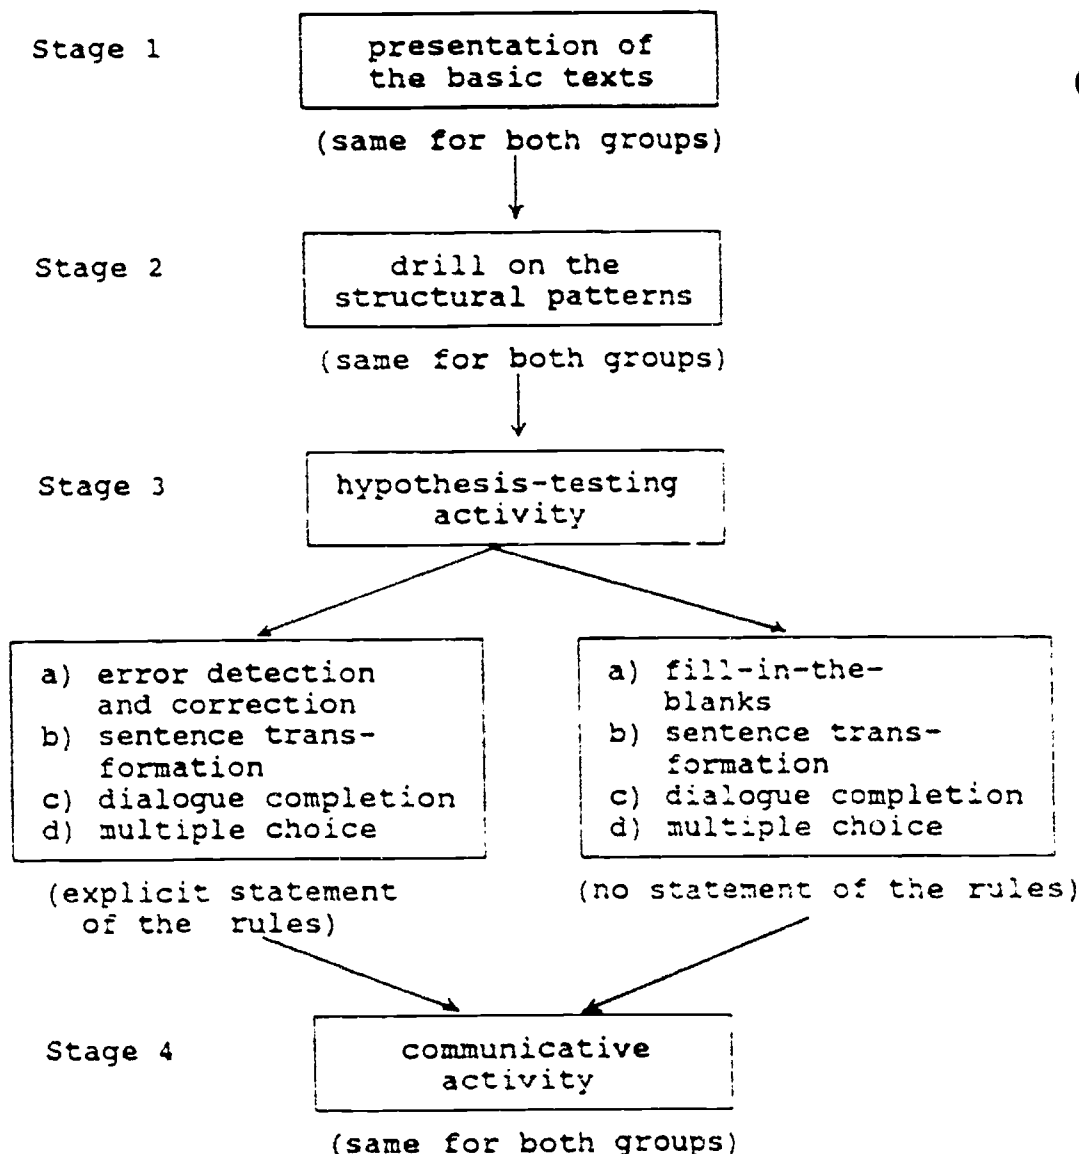 Stage 1
presentation of
the basic texts
(same for both groups)
Stage 2
drill on the
structural patterns
(same for both groups)
Stage 3
hypothesis-testing
activity
a) error detection
and correction
b) sentence trans-
formation
c) dialogue completion
d) multiple choice
(explicit statement
of the rules)
a) fill-in-the-
blanks
b) sentence trans-
formation
c) dialogue completion
d) multiple choice
(no statement of the rules)
Stage 4
communicative
activity
(same for both groups)